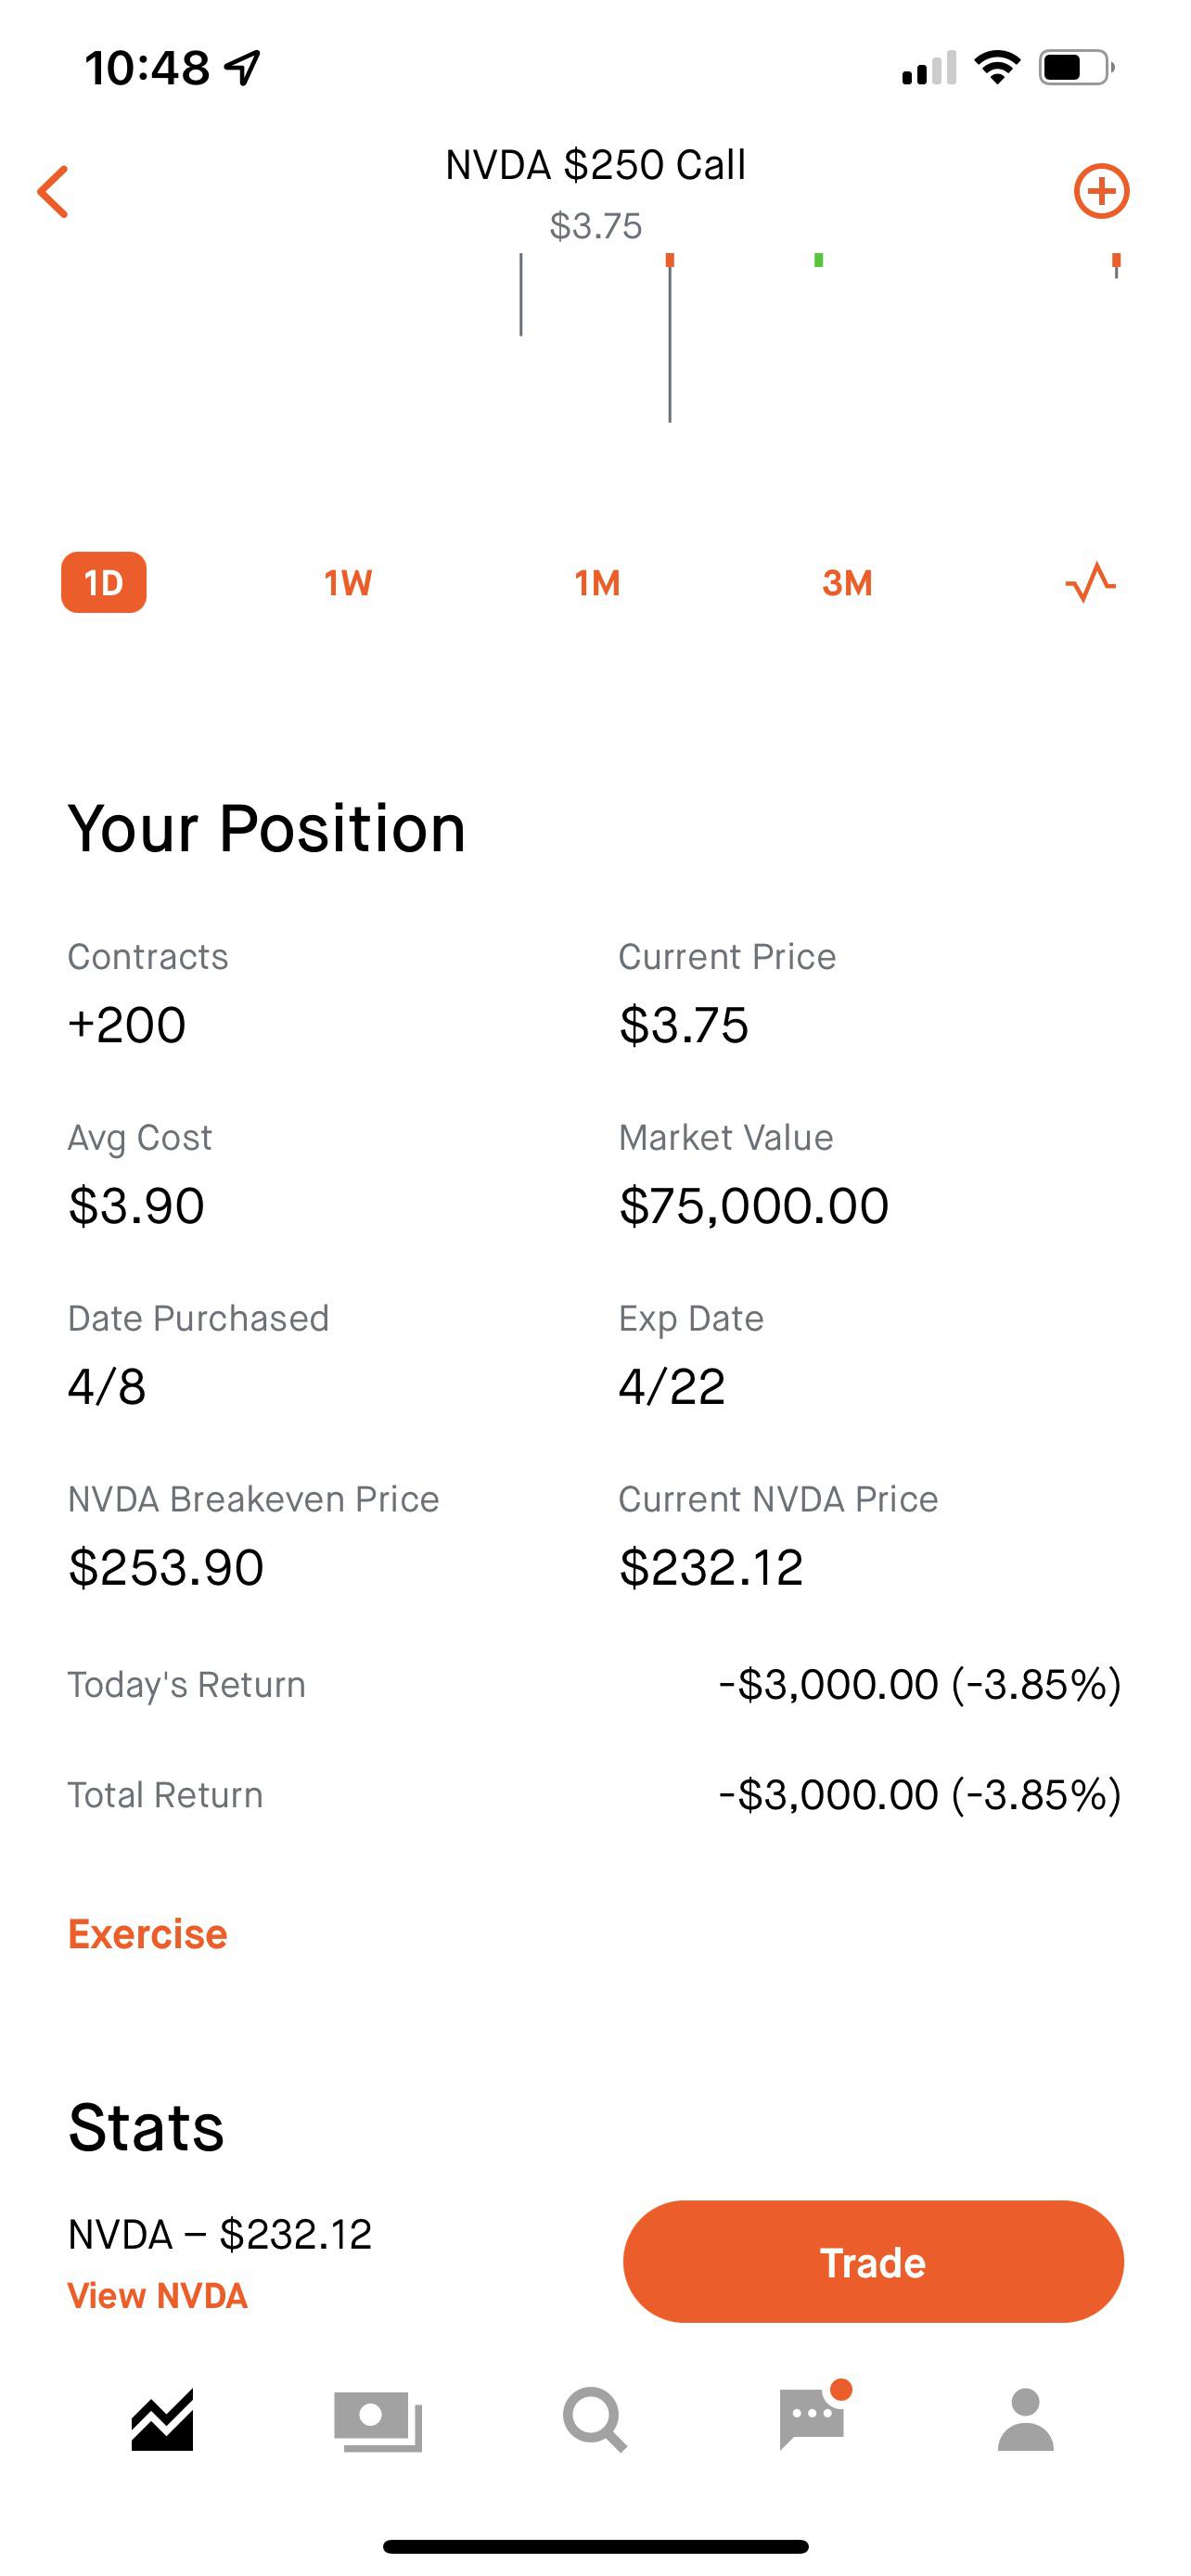 10:48
NVDA $250 Call
$3.75
1D 1W 1M 3M
Your Position
Contracts Current Price
+200 $3.75
Avg Cost Market Value
$3.90 $75,000.00
Date Purchased Exp Date
4/8 4/22
NVDA Breakeven Price Current NVDA Price
$253.90 $232.12
Today's Return -$3,000.00 (-3.85%)
Total Return -$3,000.00 (-3.85%)
Exercise
Stats
NVDA – $232.12
View NVDA
Trade